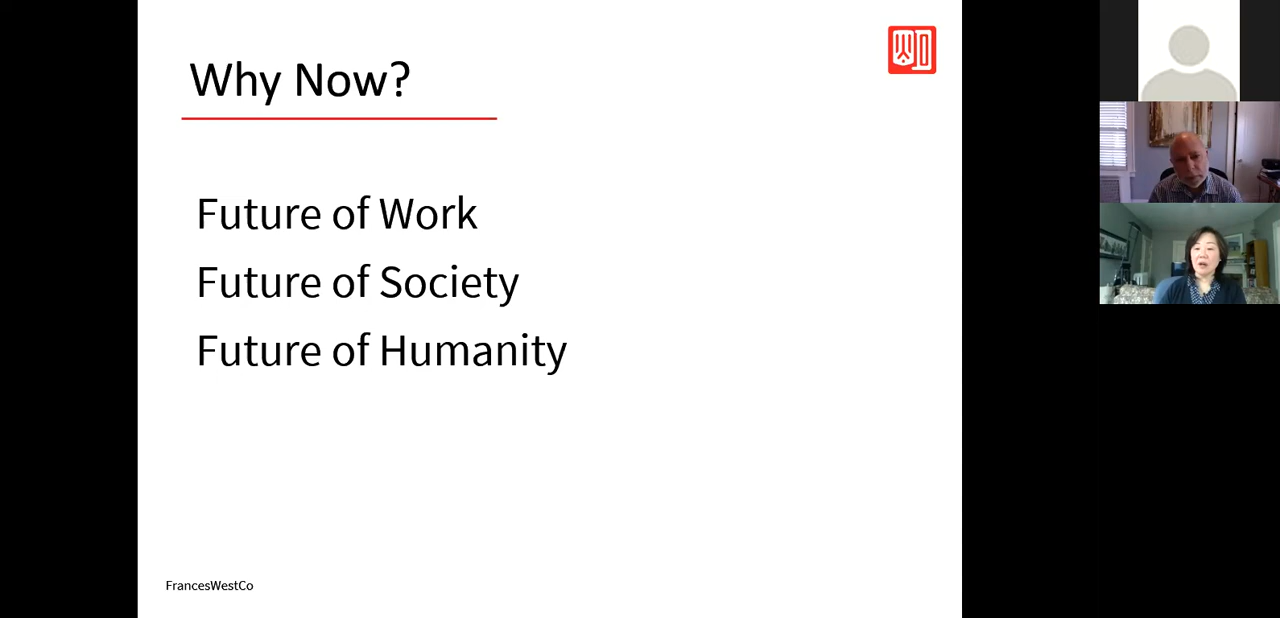 Why Now?
Future of Work
Future of Society
Future of Humanity
FrancesWestCo